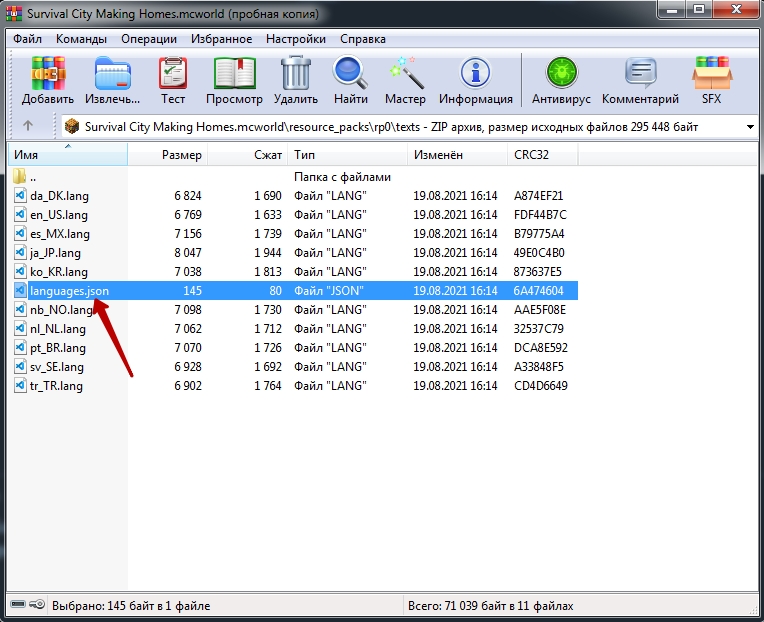 Survival City Making Homes.mcworld (пробная копия)
Файл Команды Операции Избранное Настройки Справка
Добавить Извлечь... Тест Просмотр Удалить Найти Мастер Информация Антивирус Комментарий SFX
Survival City Making Homes.mcworld\resource_packs\rp0\texts - ZIP архив, размер исходных файлов 295 448 байт
Имя Размер Сжат Тип Изменён CRC32
.. Папка с файлами
da_DK.lang 6 824 1 690 Файл "LANG" 19.08.2021 16:14 A874EF21
en_US.lang 6 769 1 633 Файл "LANG" 19.08.2021 16:14 FDF44B7C
es_MX.lang 7 156 1 739 Файл "LANG" 19.08.2021 16:14 B79775A4
ja_JP.lang 8 047 1 944 Файл "LANG" 19.08.2021 16:14 49E0C4B0
ko_KR.lang 7 038 1 813 Файл "LANG" 19.08.2021 16:14 873637E5
languages.json 145 80 Файл "JSON" 19.08.2021 16:14 6A474604
nb_NO.lang 7 098 1 730 Файл "LANG" 19.08.2021 16:14 AAE5F08E
nl_NL.lang 7 062 1 712 Файл "LANG" 19.08.2021 16:14 32537C79
pt_BR.lang 7 070 1 726 Файл "LANG" 19.08.2021 16:14 DCA8E592
sv_SE.lang 6 928 1 692 Файл "LANG" 19.08.2021 16:14 A33848F5
tr_TR.lang 6 902 1 764 Файл "LANG" 19.08.2021 16:14 CD4D6649
Выбрано: 145 байт в 1 файле Всего: 71 039 байт в 11 файлах